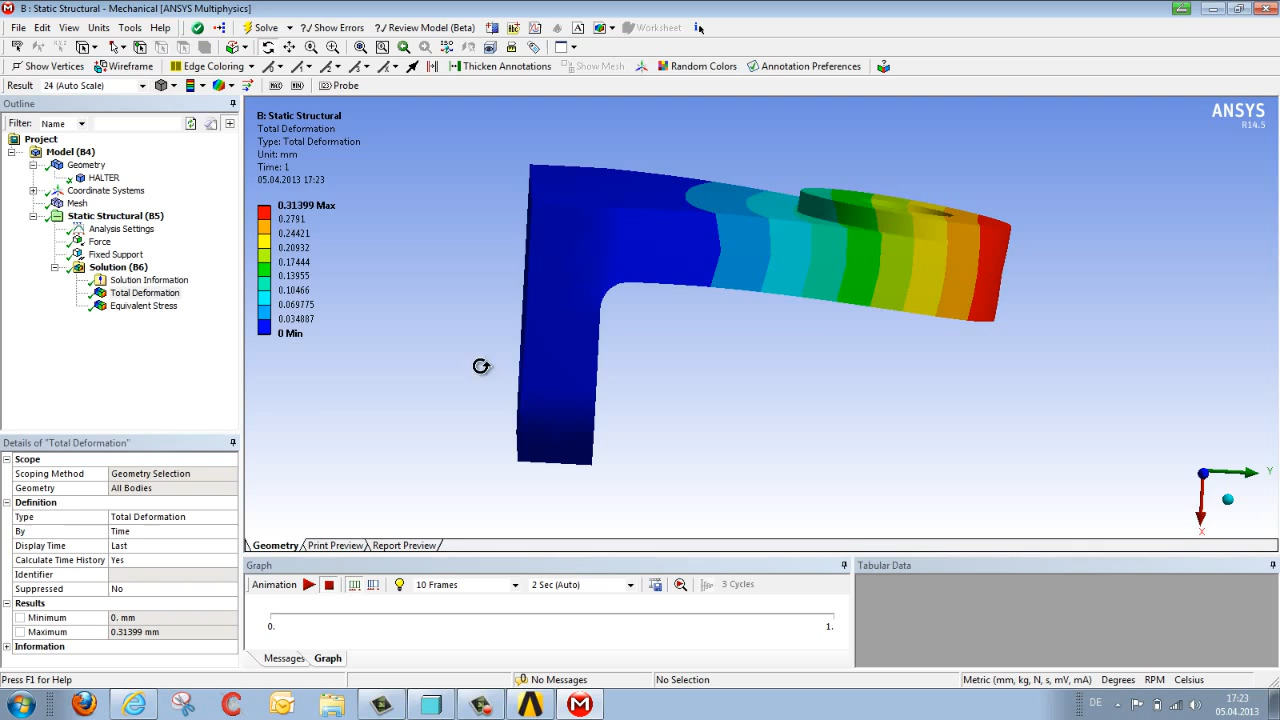 B : Static Structural - Mechanical [ANSYS Multiphysics]
File Edit View Units Tools Help Solve ?/ Show Errors ?/ Review Model (Beta) Worksheet
Show Vertices Wireframe Edge Coloring Thicken Annotations Show Mesh Random Colors Annotation Preferences
Result 24 (Auto Scale) MAX MIN Probe
Outline
Filter: Name
Project
Model (B4)
Geometry
HALTER
Coordinate Systems
Mesh
Static Structural (B5)
Analysis Settings
Force
Fixed Support
Solution (B6)
Solution Information
Total Deformation
Equivalent Stress
Details of "Total Deformation"
Scope
Scoping Method Geometry Selection
Geometry All Bodies
Definition
Type Total Deformation
By Time
Display Time Last
Calculate Time History Yes
Identifier
Suppressed No
Results
Minimum 0. mm
Maximum 0.31399 mm
Information
B: Static Structural
Total Deformation
Type: Total Deformation
Unit: mm
Time: 1
05.04.2013 17:23
0.31399 Max
0.2791
0.24421
0.20932
0.17444
0.13955
0.10466
0.069775
0.034887
0 Min
ANSYS
R14.5
Y
X
Geometry Print Preview Report Preview
Graph
Animation 10 Frames 2 Sec (Auto) 3 Cycles
0. 1.
Messages Graph
Tabular Data
Press F1 for Help No Messages No Selection Metric (mm, kg, N, s, mV, mA) Degrees RPM Celsius
DE 17:23
05.04.2013